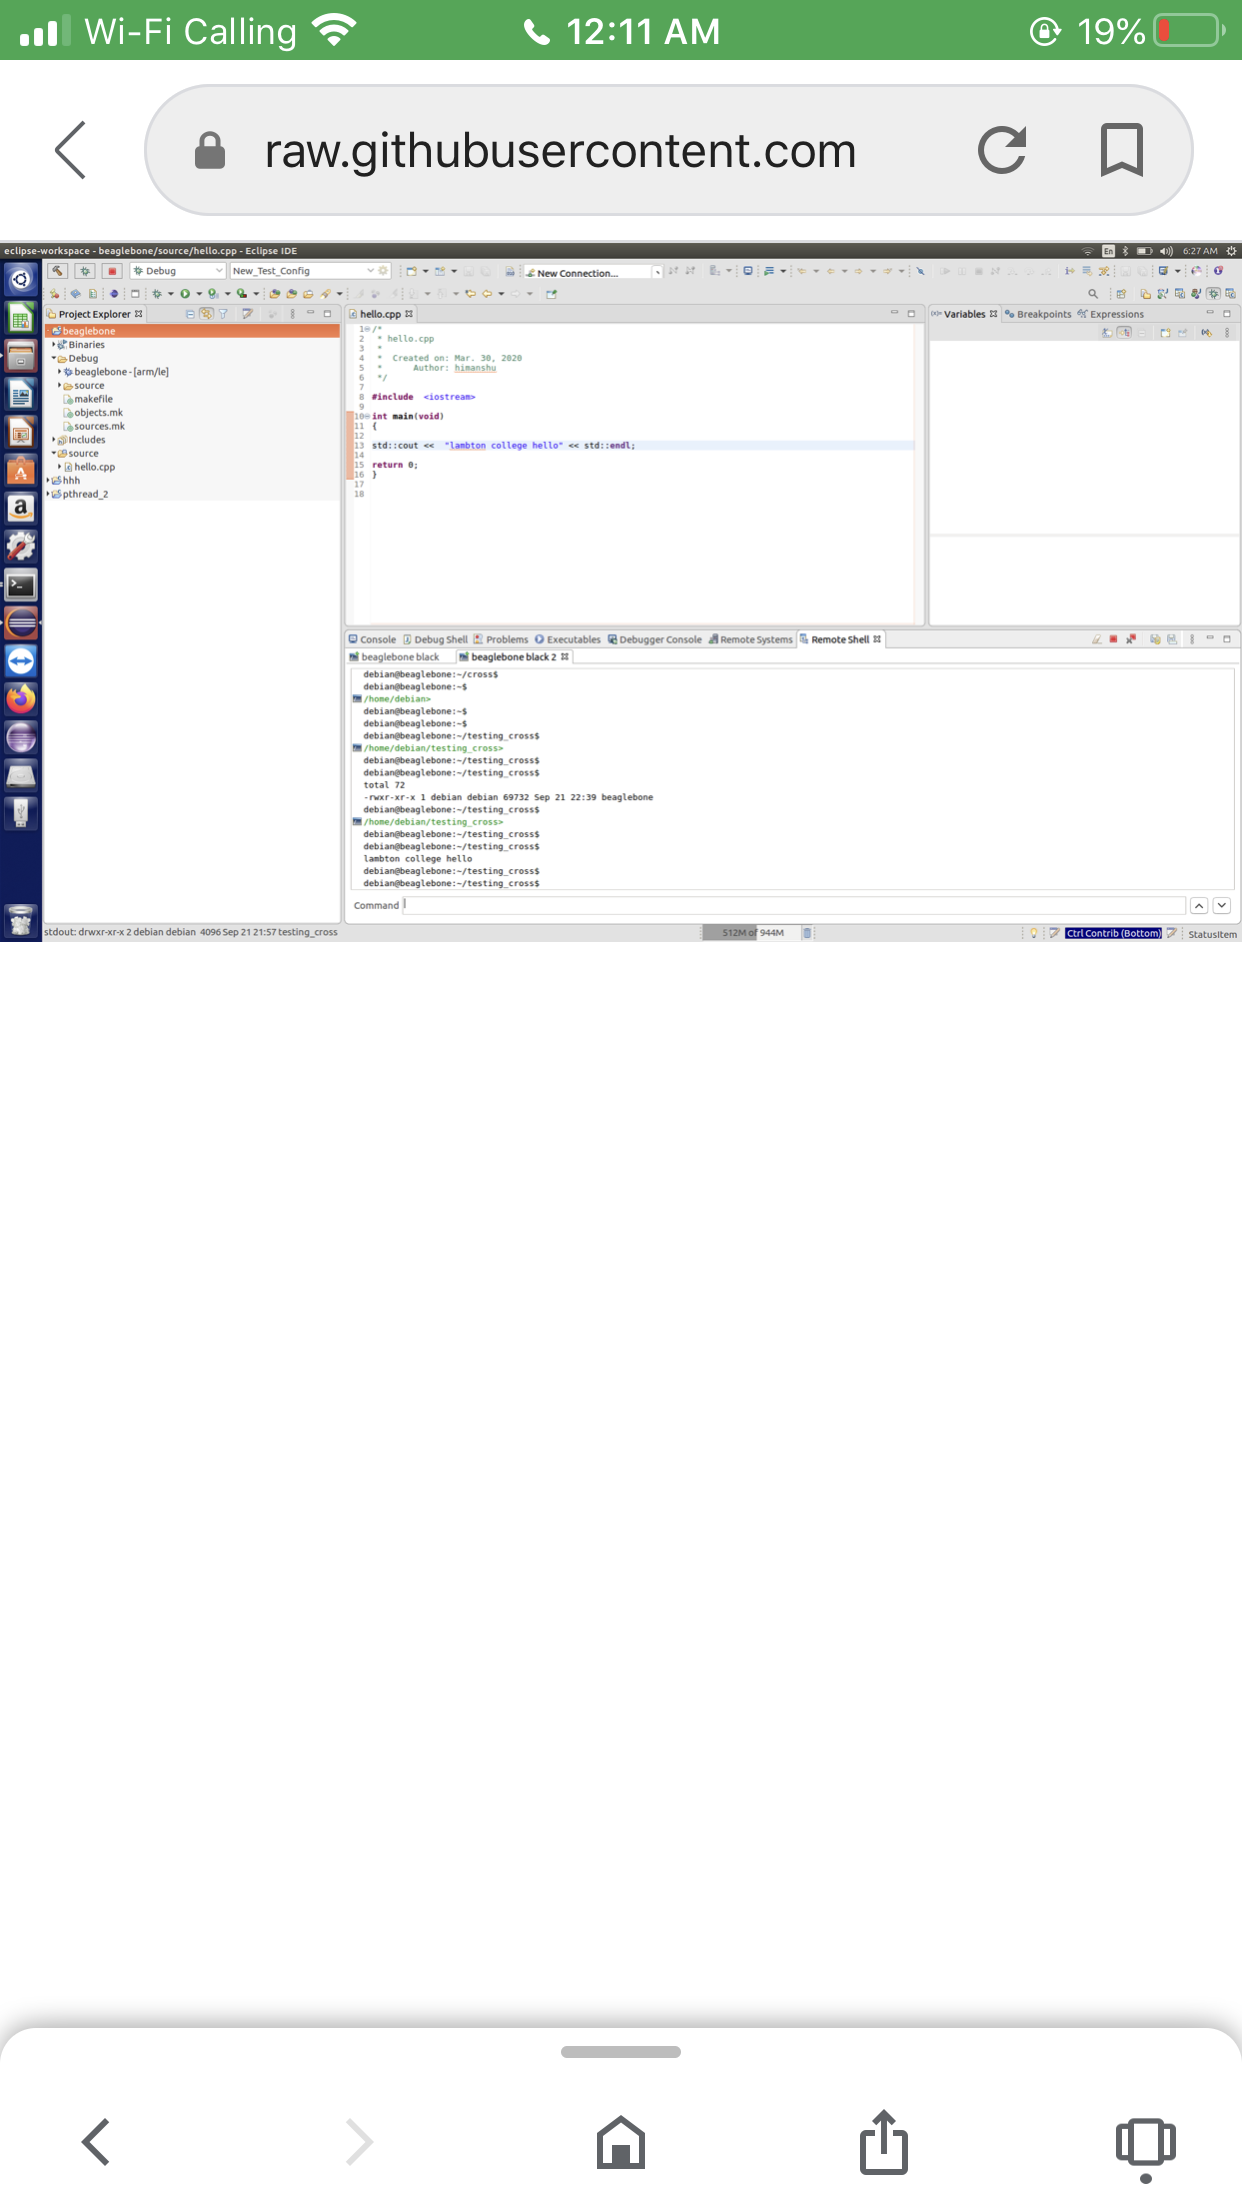 Wi-Fi Calling 12:11 AM 19%
raw.githubusercontent.com
eclipse-workspace - beaglebone/source/hello.cpp - Eclipse IDE
En 6:27 AM
Debug New_Test_Config New Connection...
Project Explorer
beaglebone
Binaries
Debug
beaglebone - [arm/le]
source
makefile
objects.mk
sources.mk
Includes
source
hello.cpp
hhh
pthread_2
hello.cpp
1 /*
2 * hello.cpp
3 *
4 * Created on: Mar. 30, 2020
5 * Author: himanshu
6 */
7
8 #include <iostream>
9
10 int main(void)
11 {
12
13 std::cout << "lambton college hello" << std::endl;
14
15 return 0;
16 }
17
18
Variables Breakpoints Expressions
Console Debug Shell Problems Executables Debugger Console Remote Systems Remote Shell
beaglebone black beaglebone black 2
debian@beaglebone:~/cross$
debian@beaglebone:~$
/home/debian>
debian@beaglebone:~$
debian@beaglebone:~$
debian@beaglebone:~/testing_cross$
/home/debian/testing_cross>
debian@beaglebone:~/testing_cross$
debian@beaglebone:~/testing_cross$
total 72
-rwxr-xr-x 1 debian debian 69732 Sep 21 22:39 beaglebone
debian@beaglebone:~/testing_cross$
/home/debian/testing_cross>
debian@beaglebone:~/testing_cross$
debian@beaglebone:~/testing_cross$
lambton college hello
debian@beaglebone:~/testing_cross$
debian@beaglebone:~/testing_cross$
Command
stdout: drwxr-xr-x 2 debian debian 4096 Sep 21 21:57 testing_cross
512M of 944M
Ctrl Contrib (Bottom)
StatusItem